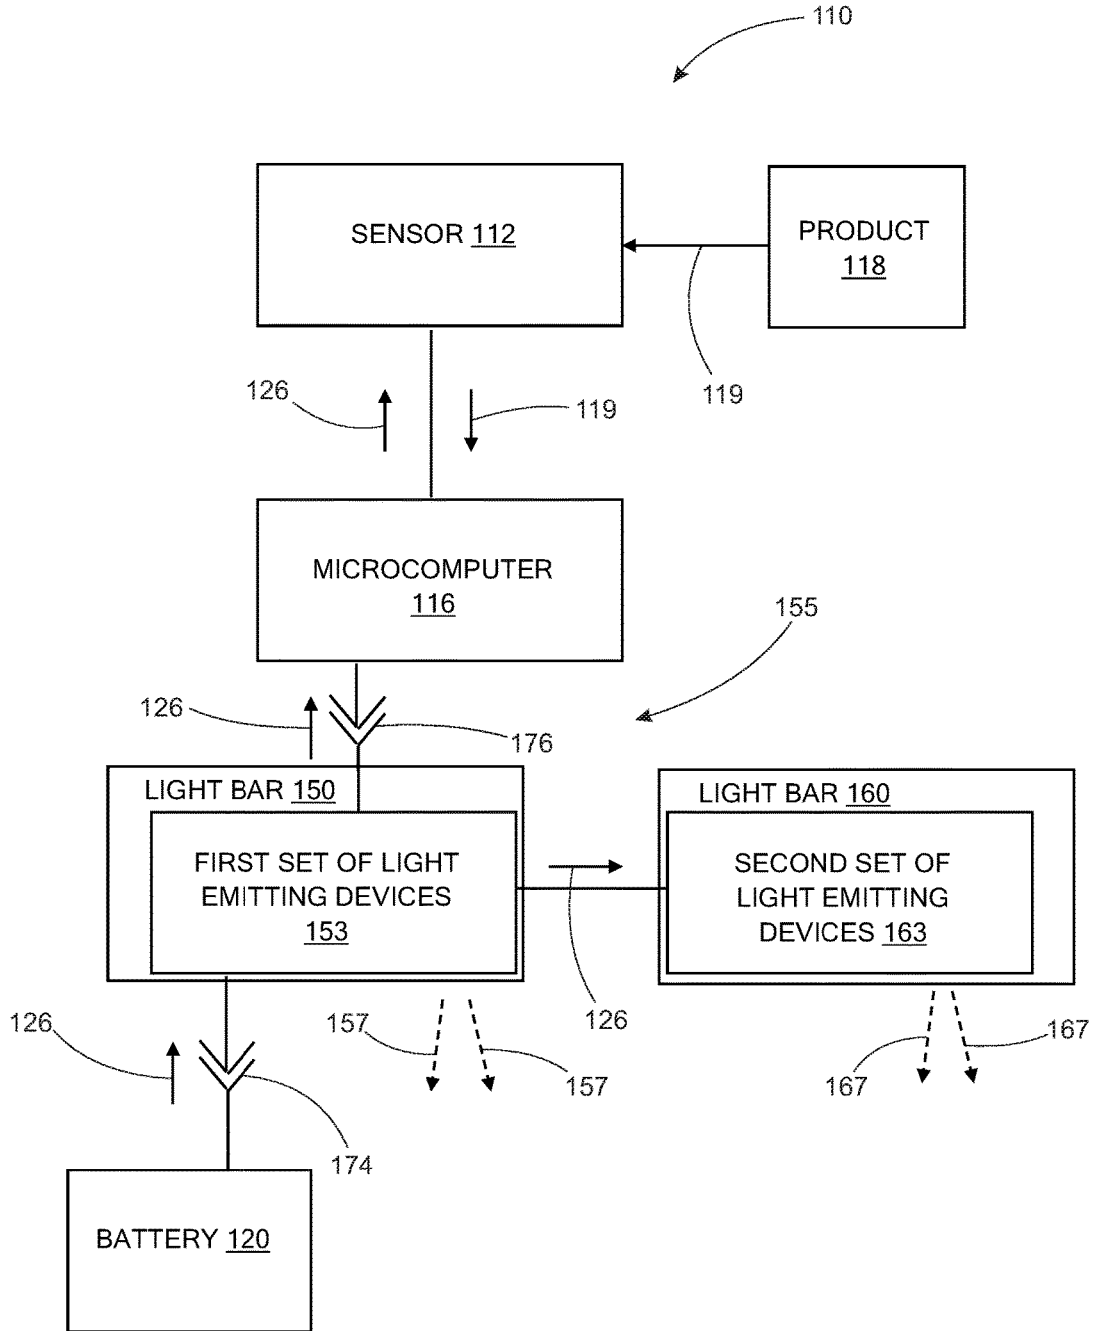 110
SENSOR 112
PRODUCT
118
119
126
119
MICROCOMPUTER
116
155
126
176
LIGHT BAR 150
LIGHT BAR 160
FIRST SET OF LIGHT
EMITTING DEVICES
153
SECOND SET OF
LIGHT EMITTING
DEVICES 163
126
126
157
157
167
167
174
BATTERY 120